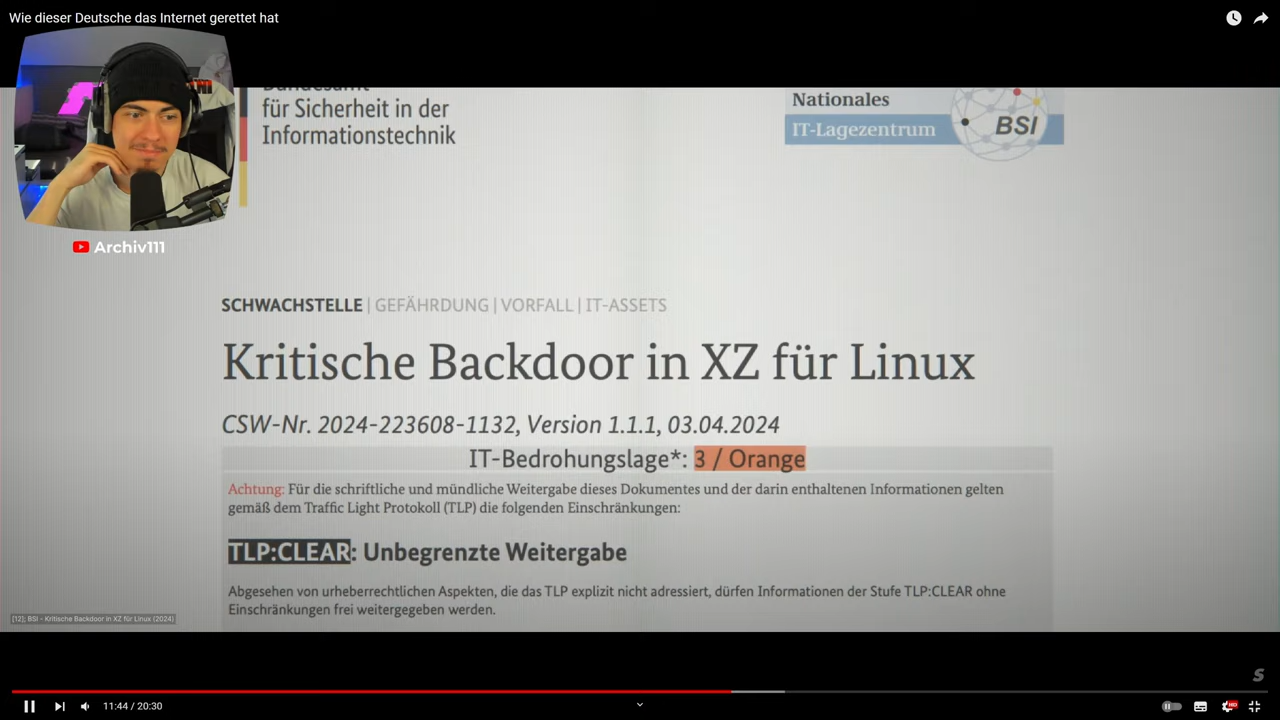 Wie dieser Deutsche das Internet gerettet hat
Archiv111
Bundesamt
für Sicherheit in der
Informationstechnik
Nationales
IT-Lagezentrum
BSI
SCHWACHSTELLE | GEFÄHRDUNG | VORFALL | IT-ASSETS
Kritische Backdoor in XZ für Linux
CSW-Nr. 2024-223608-1132, Version 1.1.1, 03.04.2024
IT-Bedrohungslage*: 3 / Orange
Achtung: Für die schriftliche und mündliche Weitergabe dieses Dokumentes und der darin enthaltenen Informationen gelten
gemäß dem Traffic Light Protokoll (TLP) die folgenden Einschränkungen:
TLP:CLEAR: Unbegrenzte Weitergabe
Abgesehen von urheberrechtlichen Aspekten, die das TLP explizit nicht adressiert, dürfen Informationen der Stufe TLP:CLEAR ohne
Einschränkungen frei weitergegeben werden.
[12]; BSI - Kritische Backdoor in XZ für Linux (2024)
S
11:44 / 20:30
HD